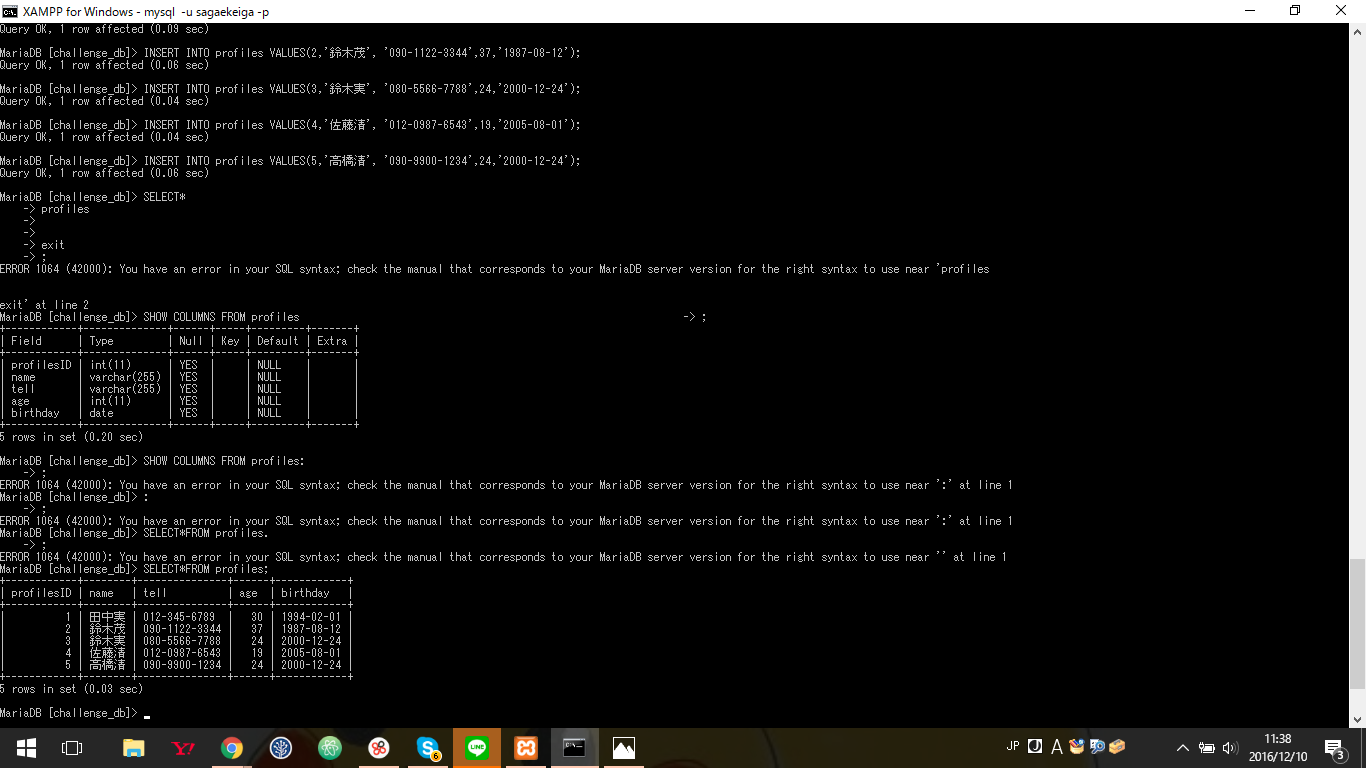 XAMPP for Windows - mysql -u sagaekeiga -p
Query OK, 1 row affected (0.09 sec)
MariaDB [challenge_db]> INSERT INTO profiles VALUES(2,'鈴木茂', '090-1122-3344',37,'1987-08-12');
Query OK, 1 row affected (0.06 sec)
MariaDB [challenge_db]> INSERT INTO profiles VALUES(3,'鈴木実', '080-5566-7788',24,'2000-12-24');
Query OK, 1 row affected (0.04 sec)
MariaDB [challenge_db]> INSERT INTO profiles VALUES(4,'佐藤清', '012-0987-6543',19,'2005-08-01');
Query OK, 1 row affected (0.04 sec)
MariaDB [challenge_db]> INSERT INTO profiles VALUES(5,'高橋清', '090-9900-1234',24,'2000-12-24');
Query OK, 1 row affected (0.06 sec)
MariaDB [challenge_db]> SELECT*
-> profiles
->
->
-> exit
-> ;
ERROR 1064 (42000): You have an error in your SQL syntax; check the manual that corresponds to your MariaDB server version for the right syntax to use near 'profiles
exit' at line 2
MariaDB [challenge_db]> SHOW COLUMNS FROM profiles -> ;
+------------+--------------+------+-----+---------+-------+
| Field | Type | Null | Key | Default | Extra |
+------------+--------------+------+-----+---------+-------+
| profilesID | int(11) | YES | | NULL | |
| name | varchar(255) | YES | | NULL | |
| tell | varchar(255) | YES | | NULL | |
| age | int(11) | YES | | NULL | |
| birthday | date | YES | | NULL | |
+------------+--------------+------+-----+---------+-------+
5 rows in set (0.20 sec)
MariaDB [challenge_db]> SHOW COLUMNS FROM profiles:
-> ;
ERROR 1064 (42000): You have an error in your SQL syntax; check the manual that corresponds to your MariaDB server version for the right syntax to use near ':' at line 1
MariaDB [challenge_db]> :
-> ;
ERROR 1064 (42000): You have an error in your SQL syntax; check the manual that corresponds to your MariaDB server version for the right syntax to use near ':' at line 1
MariaDB [challenge_db]> SELECT*FROM profiles.
-> ;
ERROR 1064 (42000): You have an error in your SQL syntax; check the manual that corresponds to your MariaDB server version for the right syntax to use near '' at line 1
MariaDB [challenge_db]> SELECT*FROM profiles;
+------------+--------+---------------+------+------------+
| profilesID | name | tell | age | birthday |
+------------+--------+---------------+------+------------+
| 1 | 田中実 | 012-345-6789 | 30 | 1994-02-01 |
| 2 | 鈴木茂 | 090-1122-3344 | 37 | 1987-08-12 |
| 3 | 鈴木実 | 080-5566-7788 | 24 | 2000-12-24 |
| 4 | 佐藤清 | 012-0987-6543 | 19 | 2005-08-01 |
| 5 | 高橋清 | 090-9900-1234 | 24 | 2000-12-24 |
+------------+--------+---------------+------+------------+
5 rows in set (0.03 sec)
MariaDB [challenge_db]> _
Y!
6
LINE
JP
A
11:38
2016/12/10
3